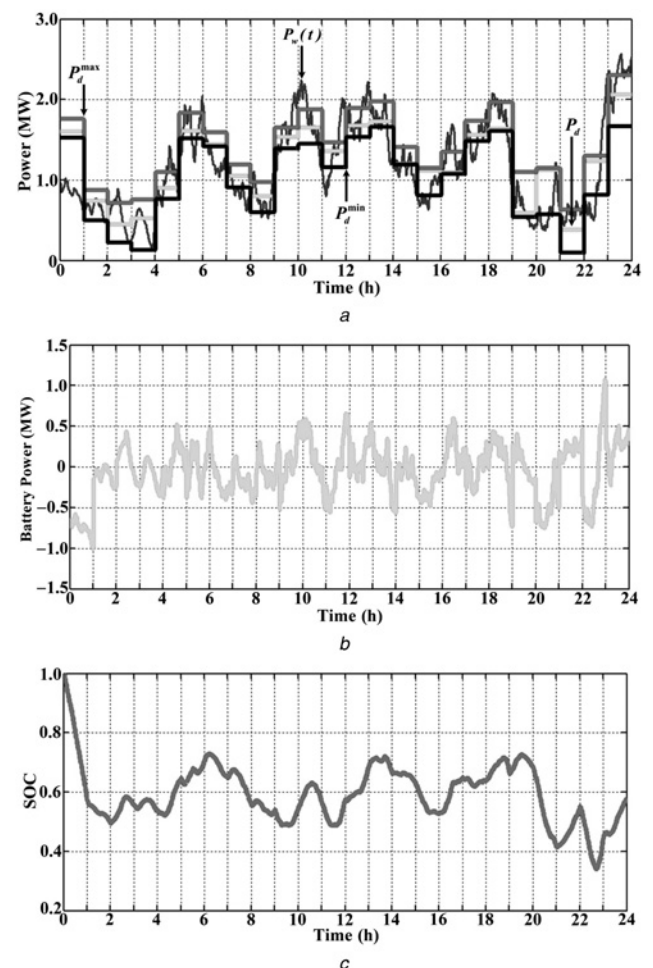 P_w(t)
P_d^max
2.0
1.0
0
Power (MW)
P_d
P_d^min
0 2 4 6 8 10 12 14 16 18 20 22 24
Time (h)
a
1.5
1.0
0.5
0
−0.5
−1.0
−1.5
Battery Power (MW)
0 2 4 6 8 10 12 14 16 18 20 22 24
Time (h)
b
1.0
0.8
0.6
0.4
0.2
SOC
0 2 4 6 8 10 12 14 16 18 20 22 24
Time (h)
c